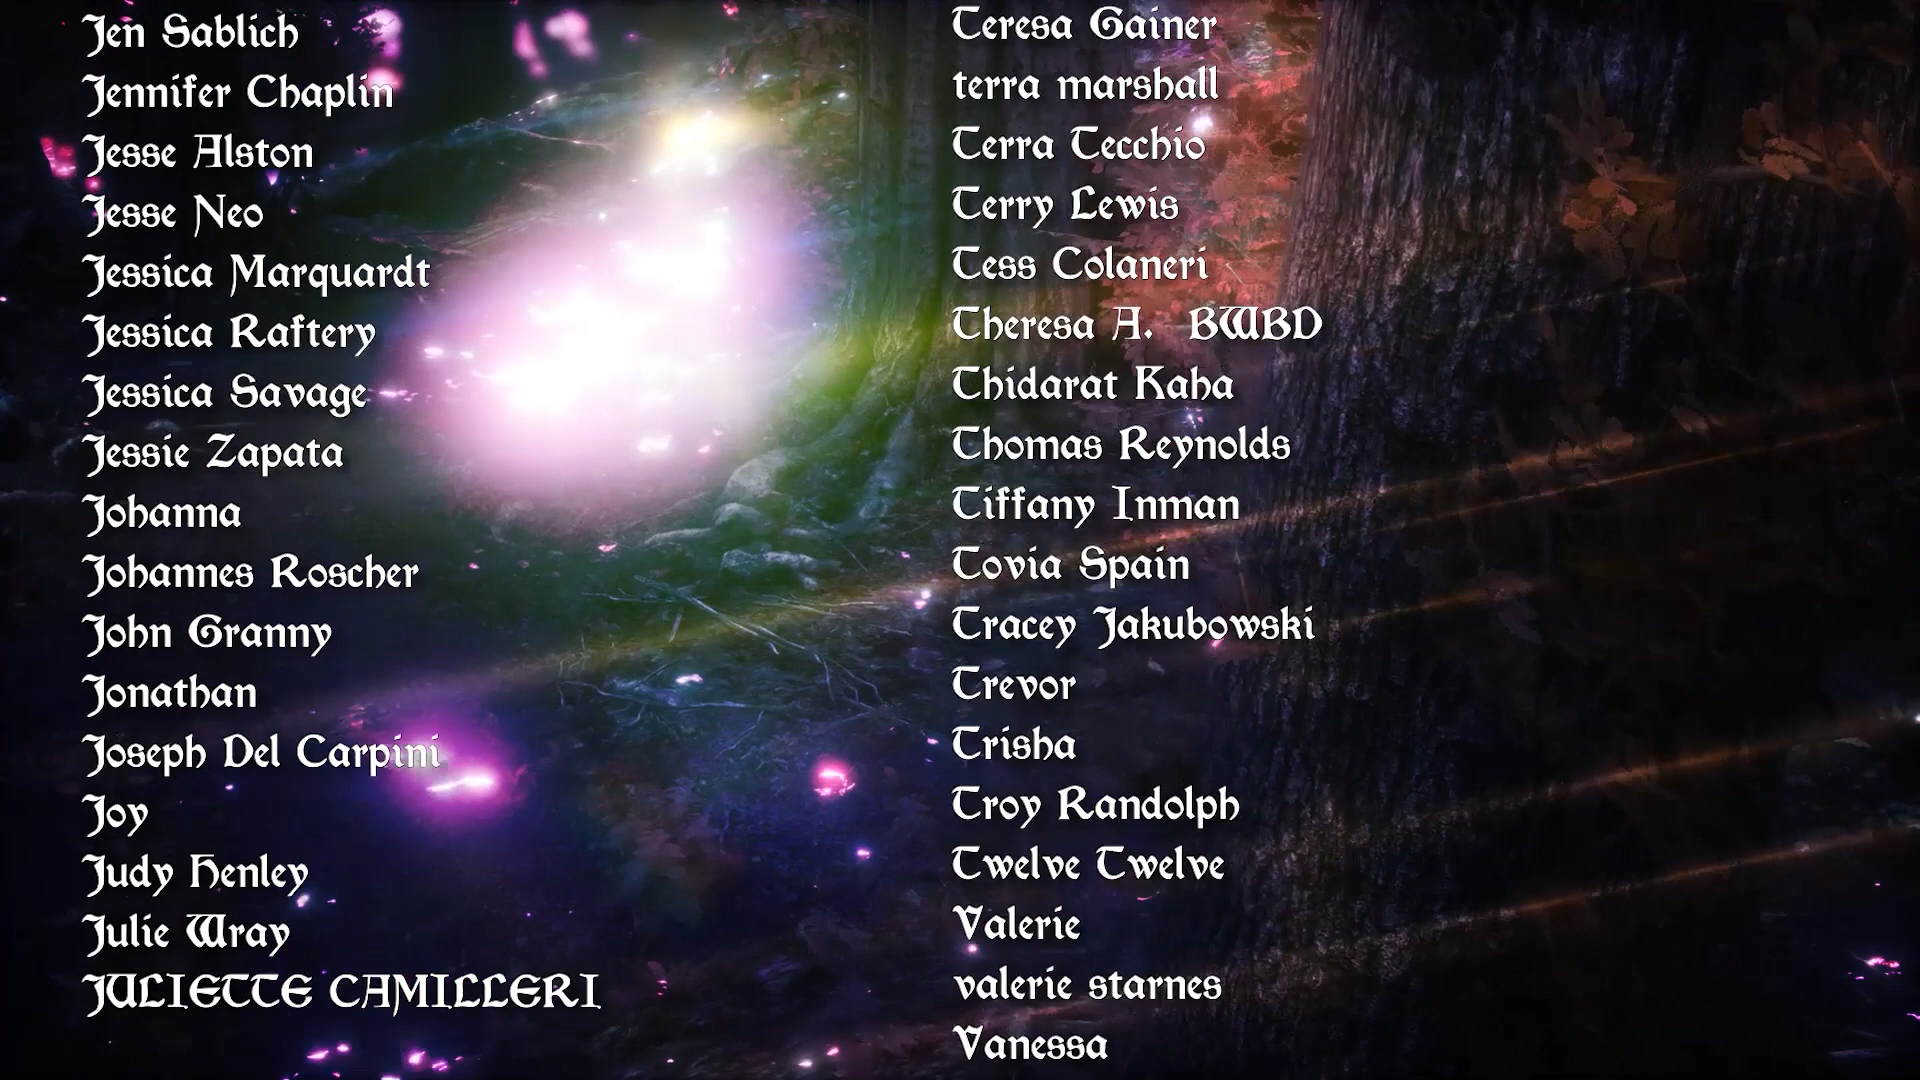 Jen Sablich
Jennifer Chaplin
Jesse Alston
Jesse Neo
Jessica Marquardt
Jessica Raftery
Jessica Savage
Jessie Zapata
Johanna
Johannes Roscher
John Granny
Jonathan
Joseph Del Carpini
Joy
Judy Henley
Julie Wray
JULIETTE CAMILLERI
Teresa Gainer
terra marshall
Terra Tecchio
Terry Lewis
Tess Colaneri
Theresa A.  BWBD
Thidarat Kaha
Thomas Reynolds
Tiffany Inman
Tovia Spain
Tracey Jakubowski
Trevor
Trisha
Troy Randolph
Twelve Twelve
Valerie
valerie starnes
Vanessa